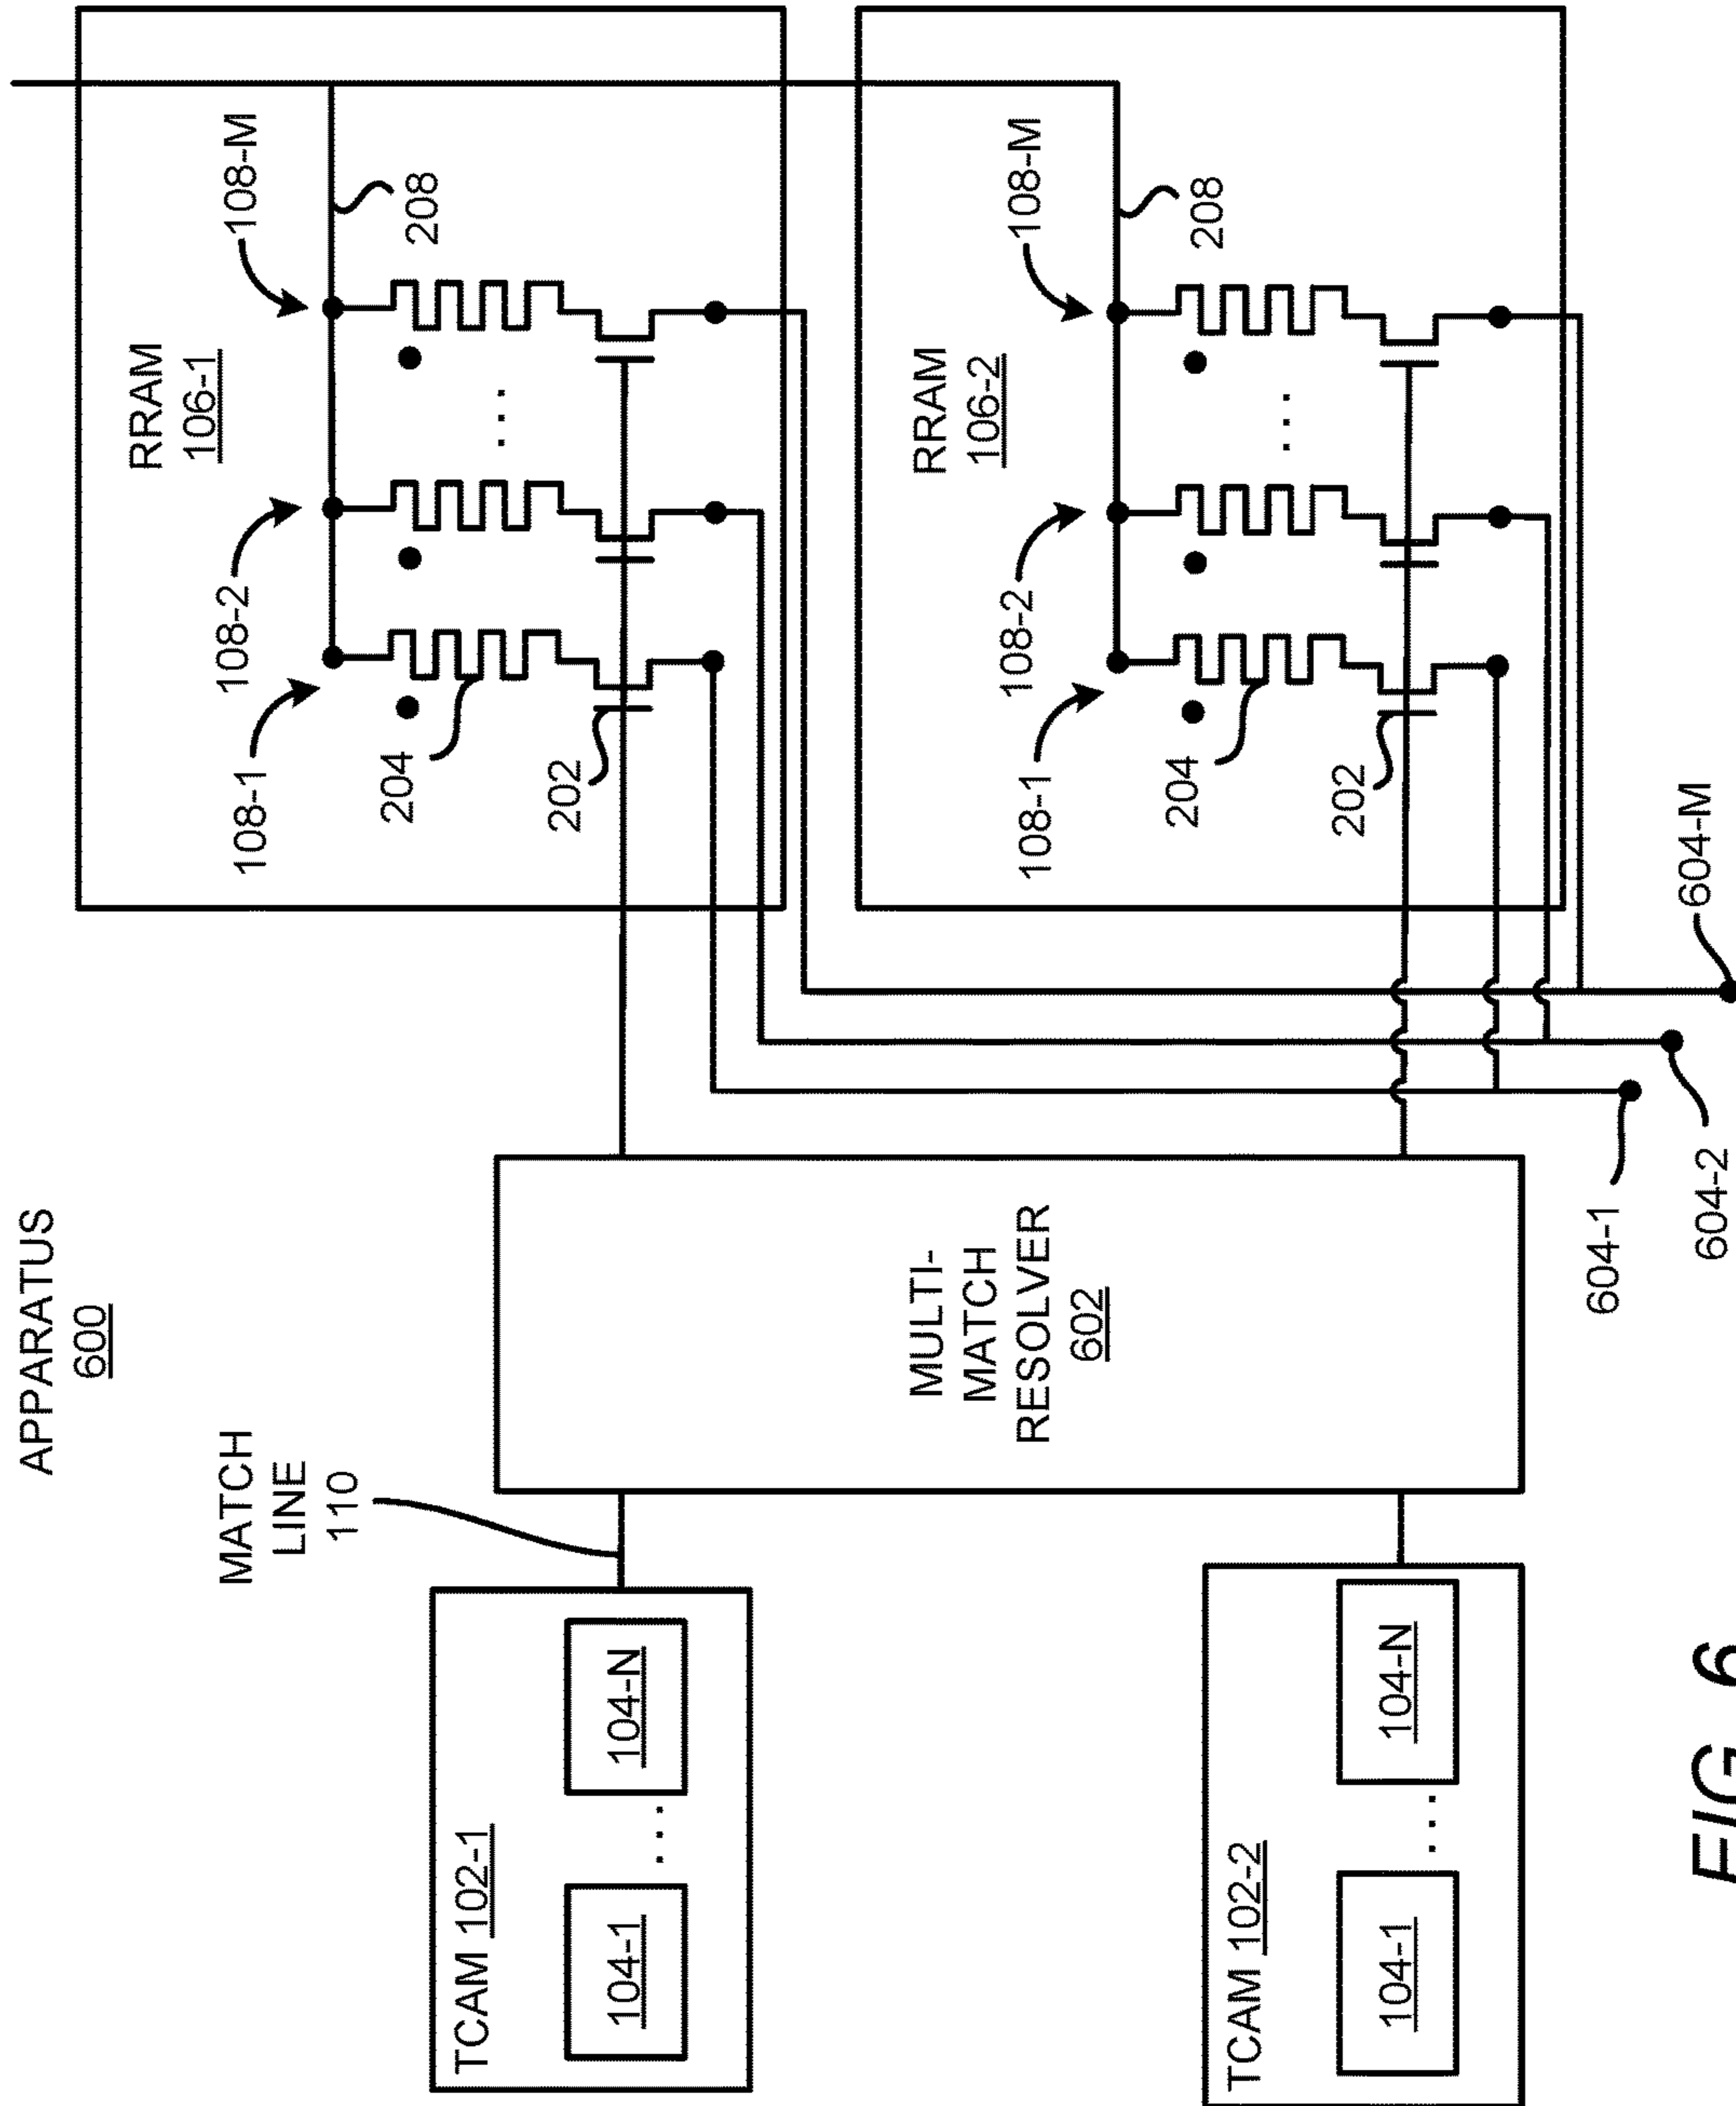 APPARATUS
600
MATCH
LINE
110
TCAM 102-1
104-1
...
104-N
TCAM 102-2
104-1
...
104-N
MULTI-
MATCH
RESOLVER
602
RRAM
106-1
108-1
108-2
108-M
204
202
...
208
RRAM
106-2
108-1
108-2
108-M
204
202
...
208
604-1
604-2
604-M
FIG. 6